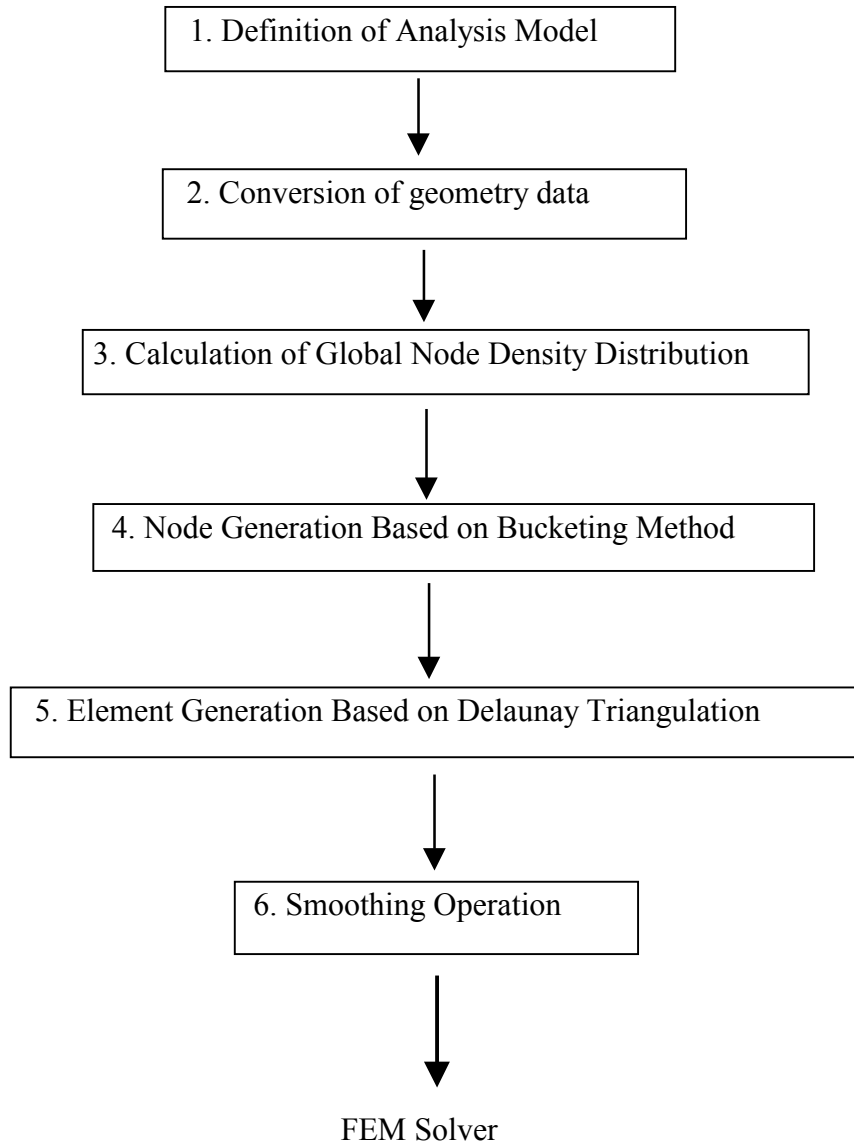 1. Definition of Analysis Model
2. Conversion of geometry data
3. Calculation of Global Node Density Distribution
4. Node Generation Based on Bucketing Method
5. Element Generation Based on Delaunay Triangulation
6. Smoothing Operation
FEM Solver